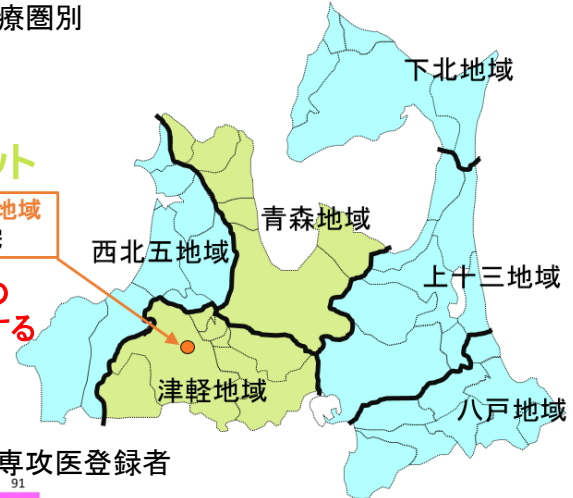 療圏別
下北地域
ット
地域
青森地域
西北五地域
上十三地域
の
する
津軽地域
八戸地域
専攻医登録者
91